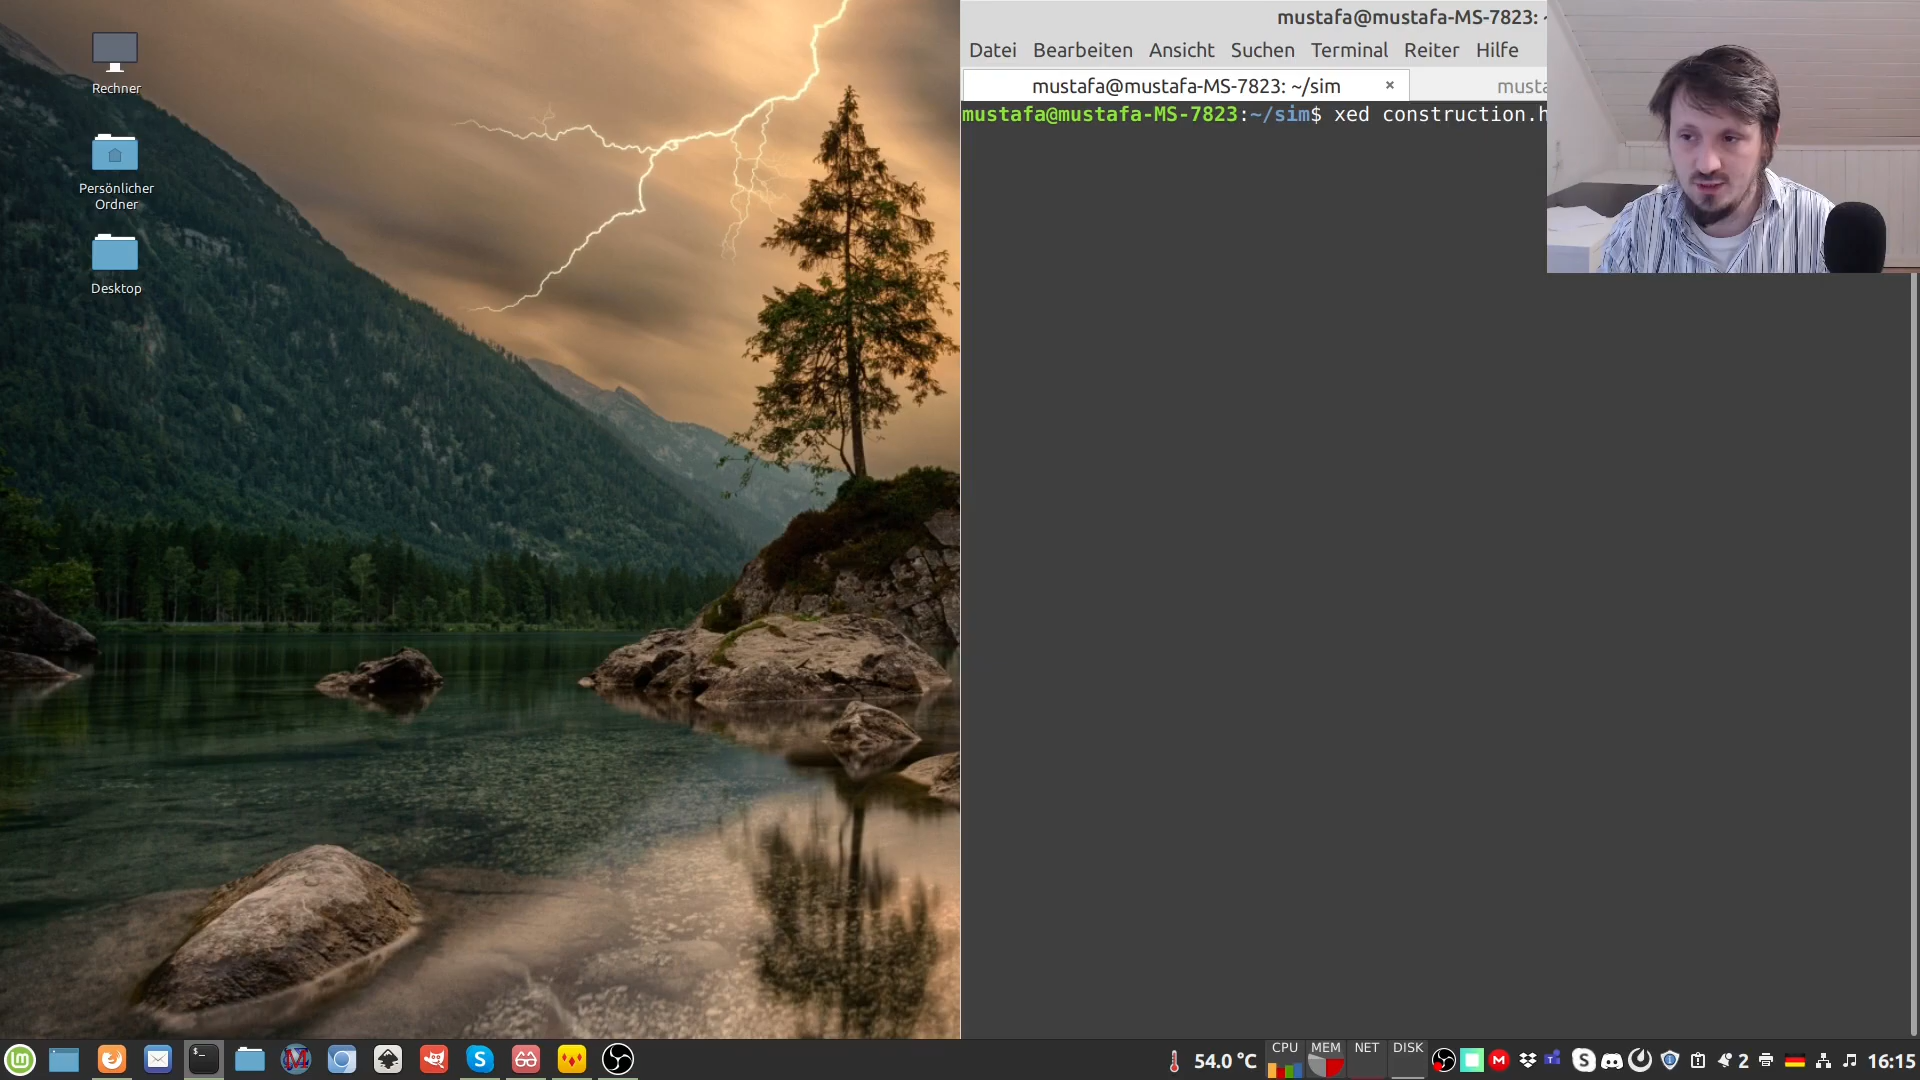 Rechner
Persönlicher
Ordner
Desktop
mustafa@mustafa-MS-7823:
Datei Bearbeiten Ansicht Suchen Terminal Reiter Hilfe
mustafa@mustafa-MS-7823: ~/sim ×
musta
mustafa@mustafa-MS-7823:~/sim$ xed construction.h
54.0 °C
CPU MEM NET DISK
2
16:15